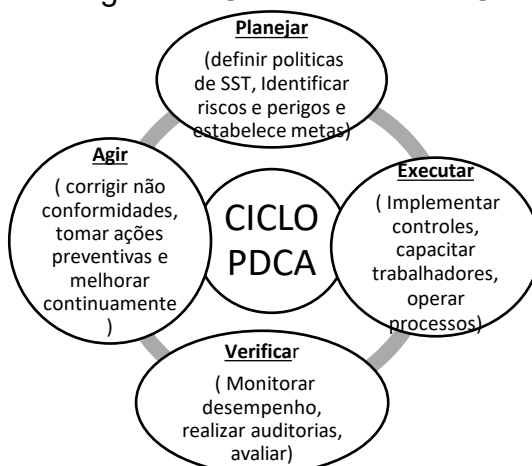 Planejar
(definir politicas
de SST, Identificar
riscos e perigos e
estabelece metas)
Executar
( Implementar
controles,
capacitar
trabalhadores,
operar
processos)
CICLO
PDCA
Agir
( corrigir não
conformidades,
tomar ações
preventivas e
melhorar
continuamente
)
Verificar
( Monitorar
desempenho,
realizar auditorias,
avaliar)